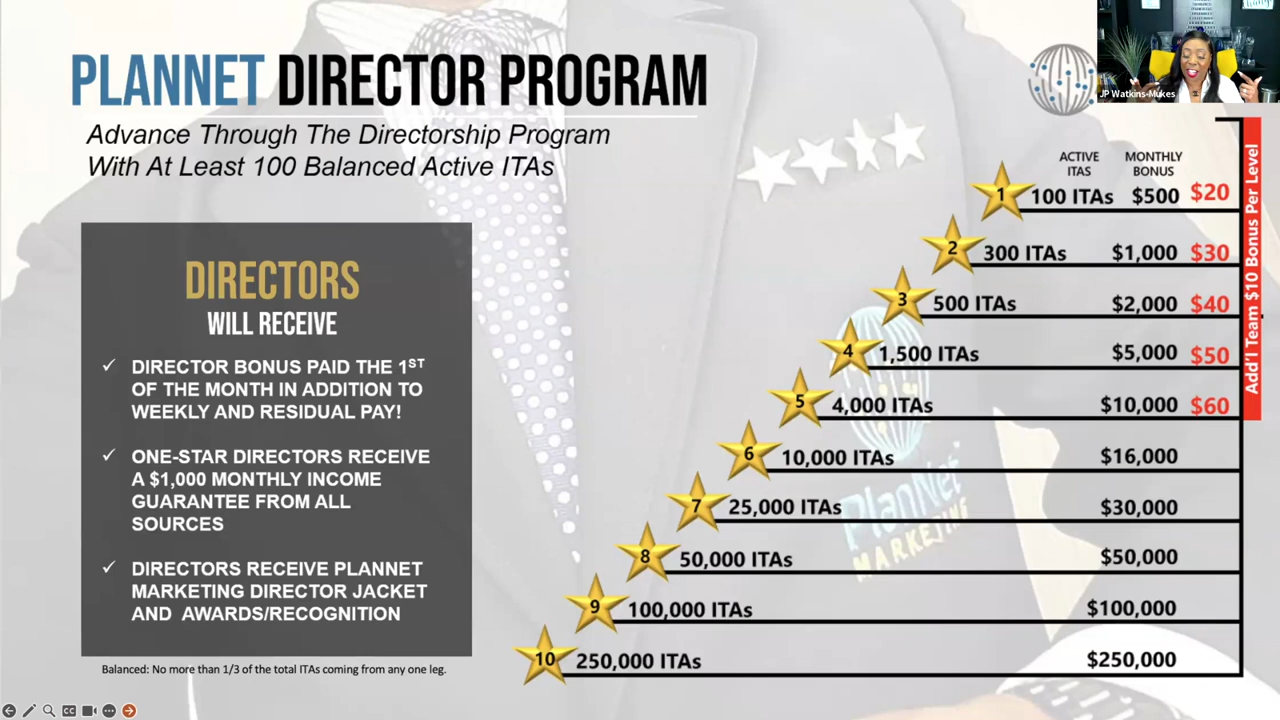 PLANNET DIRECTOR PROGRAM
Advance Through The Directorship Program
With At Least 100 Balanced Active ITAs
JP Watkins-Mukes
DIRECTORS
WILL RECEIVE
✓ DIRECTOR BONUS PAID THE 1ST
OF THE MONTH IN ADDITION TO
WEEKLY AND RESIDUAL PAY!
✓ ONE-STAR DIRECTORS RECEIVE
A $1,000 MONTHLY INCOME
GUARANTEE FROM ALL
SOURCES
✓ DIRECTORS RECEIVE PLANNET
MARKETING DIRECTOR JACKET
AND AWARDS/RECOGNITION
Balanced: No more than 1/3 of the total ITAs coming from any one leg.
ACTIVE ITAS
MONTHLY BONUS
1 100 ITAs $500 $20
2 300 ITAs $1,000 $30
3 500 ITAs $2,000 $40
4 1,500 ITAs $5,000 $50
5 4,000 ITAs $10,000 $60
6 10,000 ITAs $16,000
7 25,000 ITAs $30,000
8 50,000 ITAs $50,000
9 100,000 ITAs $100,000
10 250,000 ITAs $250,000
Add'l Team $10 Bonus Per Level
PlanNet
MARKETING
CC